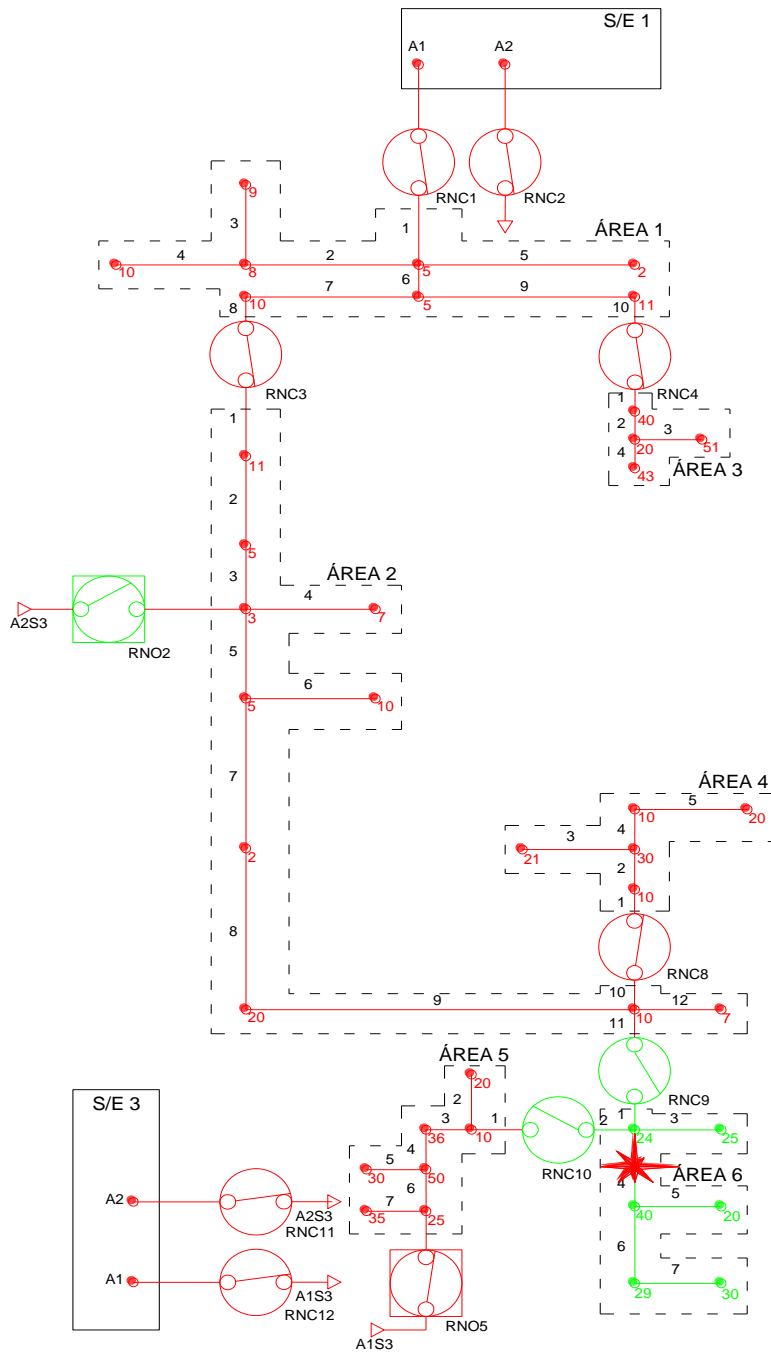 S/E 1
A1 A2
RNC1 RNC2
9
3 1 ÁREA 1
4 2 5
10 8 5 2
6
8 7 9 10
10 5 11
RNC3 RNC4
1 1
40
2 3
20 51
4
11 43 ÁREA 3
2
5
3 ÁREA 2
4
A2S3 3 7
RNO2
5
6
5 10
7
ÁREA 4
5
10 20
4
3
2 21 30
2
10
1
8
RNC8
9 10 12
20 10 7
11
ÁREA 5
20 RNC9
S/E 3
2 1
3 1 2 3
36 10 24 25
4
5 RNC10 ÁREA 6
30 50 4
A2 6 5
7 40 20
A2S3 35 25
RNC11 6
A1 7
A1S3 29 30
RNC12
RNO5
A1S3